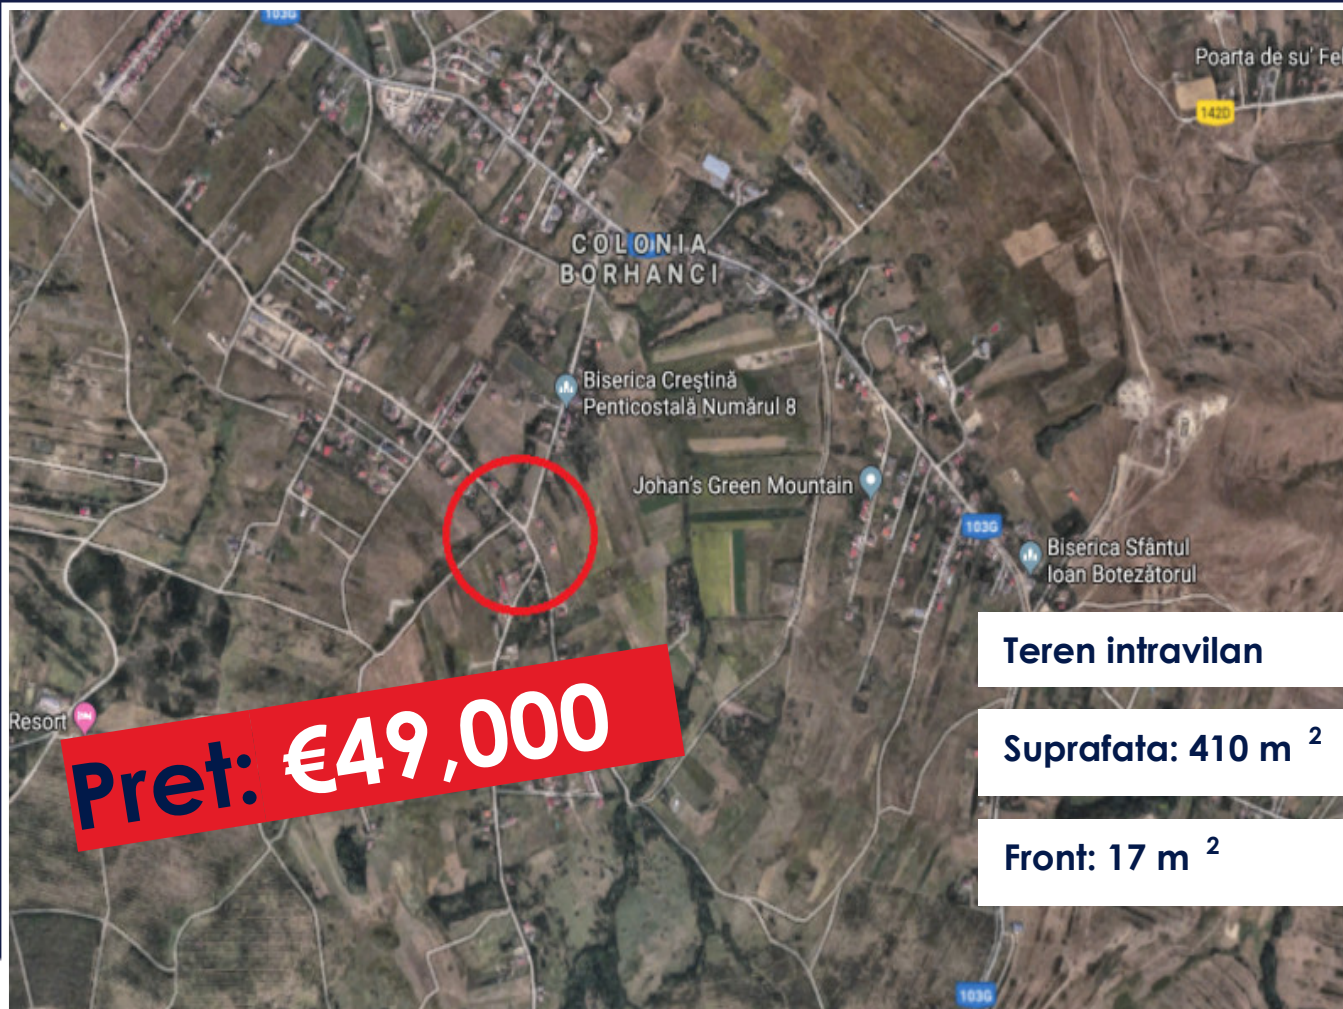 103G
Poarta de su' Fel
142D
COLONIA
BORHANCI
Biserica Creștină
Penticostală Numărul 8
Johan's Green Mountain
103G
Biserica Sfântul
Ioan Botezătorul
Teren intravilan
Resort
Pret: €49,000
Suprafata: 410 m 2
Front: 17 m 2
103G